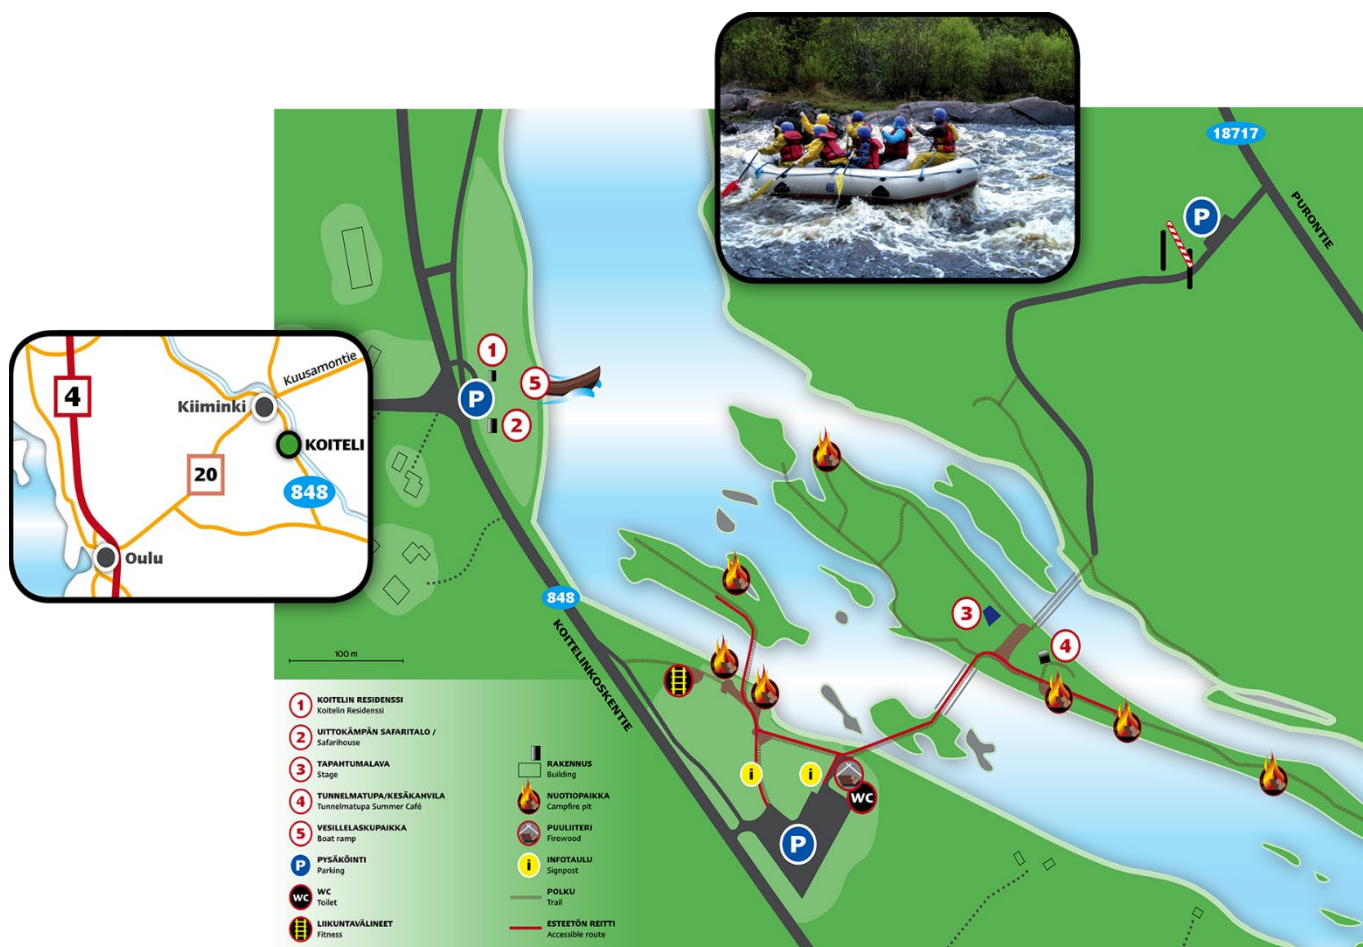 18717
PURONTIE
P
1
5
P
2
4
Kuusamontie
Kiiminki
KOITELI
20
848
Oulu
848
KOITELINKOSKENTIE
3
4
i
i
WC
P
100 m
1 KOITELIN RESIDENSSI
Koitelin Residenssi
2 UITTOKÄMPÄN SAFARITALO /
Safarihouse
3 TAPAHTUMALAVA
Stage
4 TUNNELMATUPA/KESÄKAHVILA
Tunnelmatupa Summer Café
5 VESILLELASKUPAIKKA
Boat ramp
P PYSÄKÖINTI
Parking
WC WC
Toilet
LIIKUNTAVÄLINEET
Fitness
RAKENNUS
Building
NUOTIOPAIKKA
Campfire pit
PUULIITERI
Firewood
i INFOTAULU
Signpost
POLKU
Trail
ESTEETÖN REITTI
Accessible route